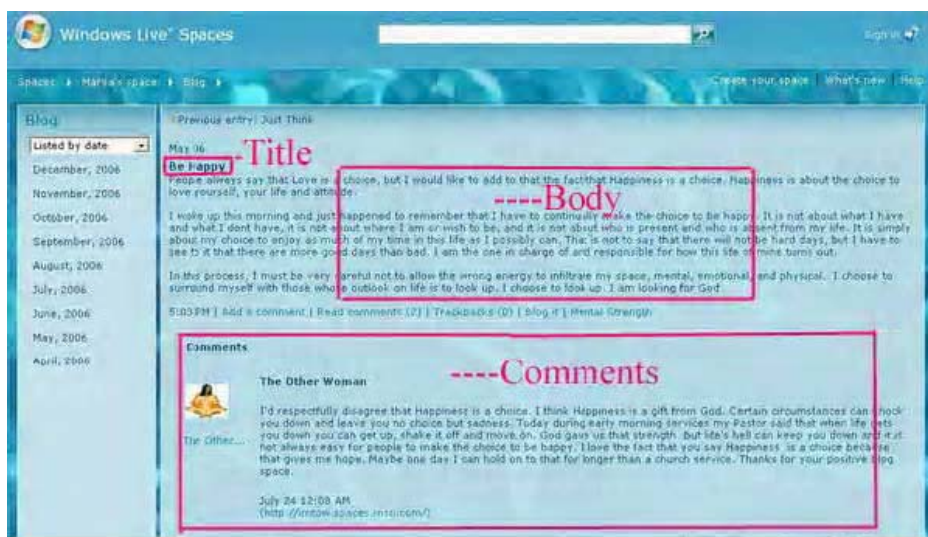 Windows Live™ Spaces
Sign in
Spaces Marva's space Blog
Create your space | What's new | Help
Blog
Listed by date
December, 2006
November, 2006
October, 2006
September, 2006
August, 2006
July, 2006
June, 2006
May, 2006
April, 2006
Previous entry: Just Think
May 06
Be Happy
---Title
People always say that Love is a choice, but I would like to add to that the fact that Happiness is a choice. Happiness is about the choice to
love yourself, your life and attitude.
----Body
I woke up this morning and just happened to remember that I have to continually make the choice to be happy. It is not about what I have
and what I dont have, it is not about where I am or wish to be, and it is not about who is present and who is absent from my life. It is simply
about my choice to enjoy as much of my time in this life as I possibly can. That is not to say that there will not be hard days, but I have to
see to it that there are more good days than bad. I am the one in charge of and responsible for how this life of mine turns out.
In this process, I must be very careful not to allow the wrong energy to infiltrate my space, mental, emotional, and physical. I choose to
surround myself with those whose outlook on life is to look up. I choose to look up. I am looking for God.
5:03 PM | Add a comment | Read comments (2) | Trackbacks (0) | Blog it | Mental Strength
Comments
----Comments
The Other Woman
The Other...
I'd respectfully disagree that Happiness is a choice. I think Happiness is a gift from God. Certain circumstances can knock
you down and leave you no choice but sadness. Today during early morning services my Pastor said that when life gets
you down you can get up, shake it off and move on. God gave us that strength. But life's hell can keep you down and it is
not always easy for people to make the choice to be happy. I love the fact that you say Happiness is a choice because
that gives me hope. Maybe one day I can hold on to that for longer than a church service. Thanks for your positive blog
space.
July 24 12:08 AM